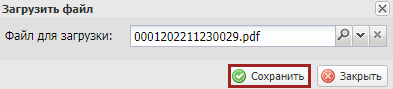 Загрузить файл
Файл для загрузки: 0001202211230029.pdf
Сохранить Закрыть